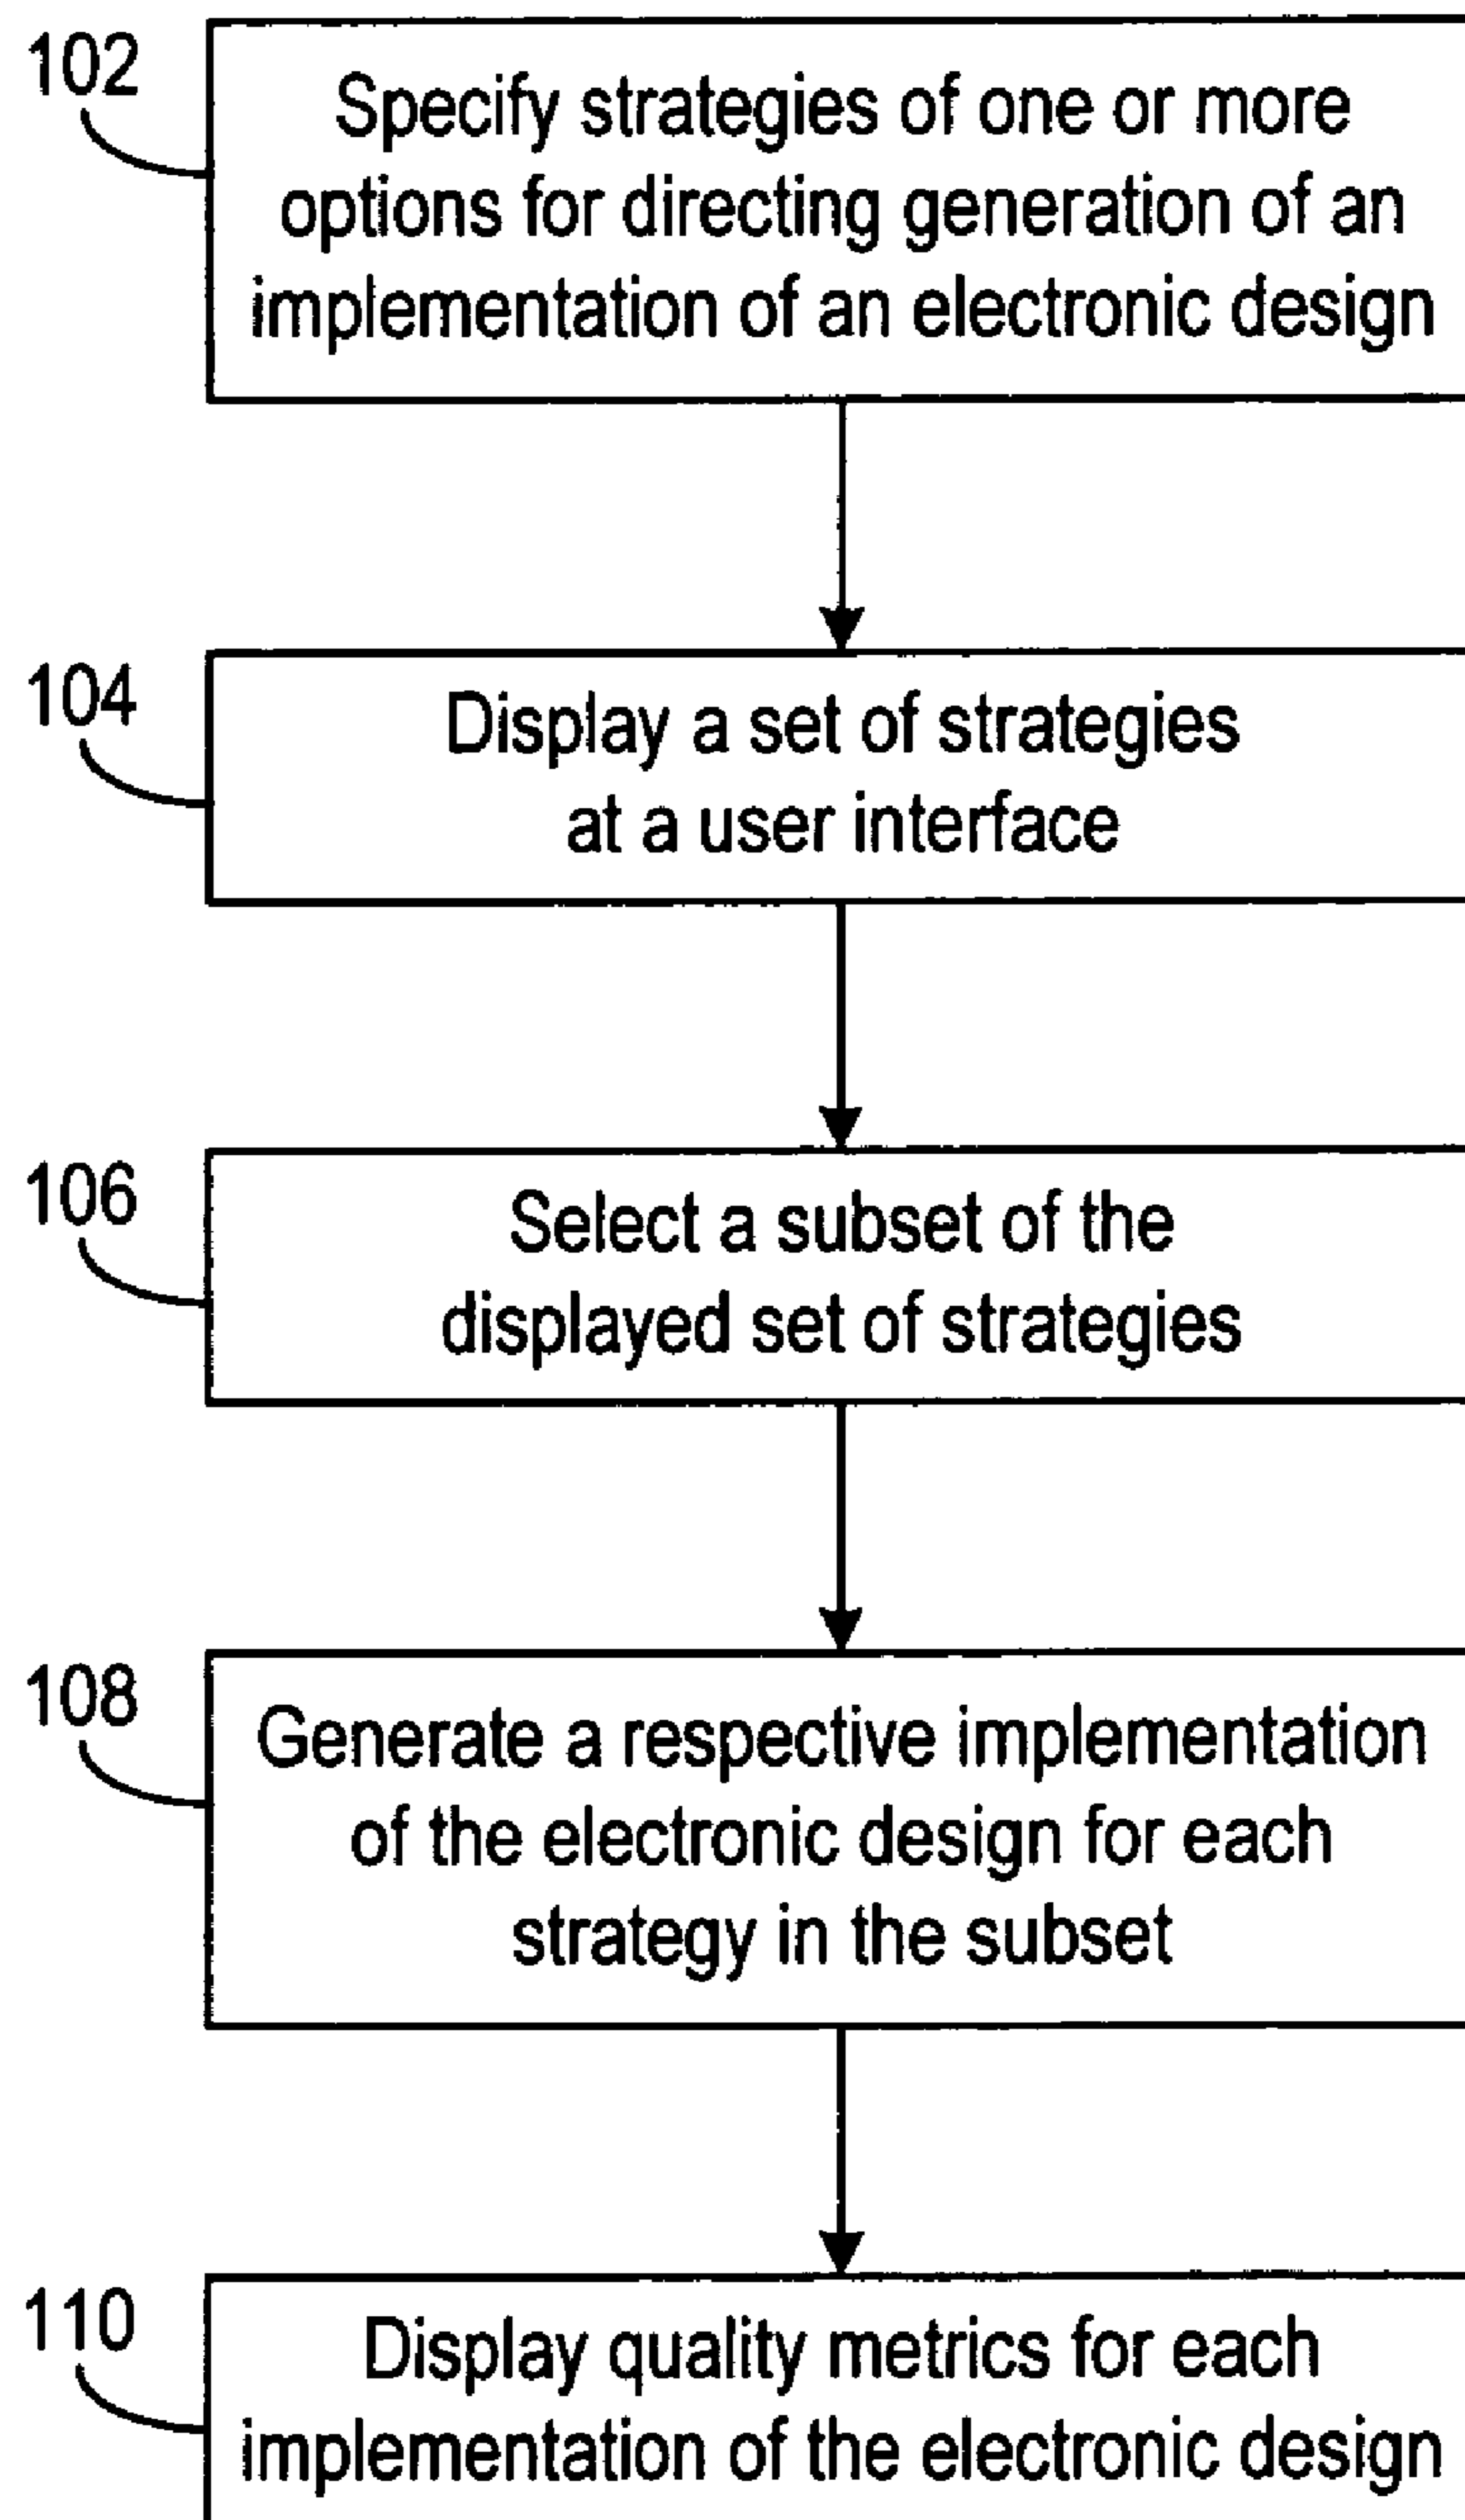 102
Specify strategies of one or more
options for directing generation of an
implementation of an electronic design
104
Display a set of strategies
at a user interface
106
Select a subset of the
displayed set of strategies
108
Generate a respective implementation
of the electronic design for each
strategy in the subset
110
Display quality metrics for each
implementation of the electronic design